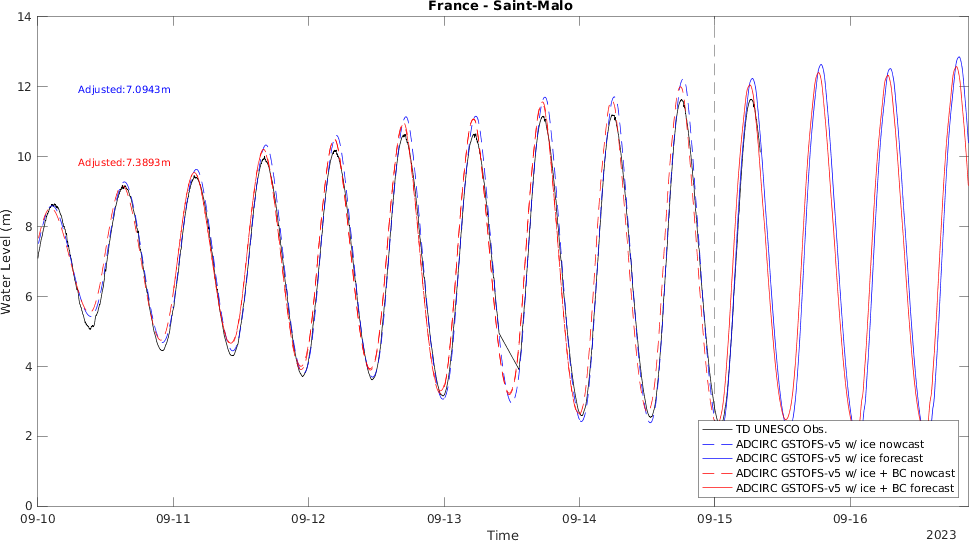 France - Saint-Malo
14
12
10
8
6
4
2
0
Water Level (m)
Adjusted:7.0943m
Adjusted:7.3893m
TD UNESCO Obs.
ADCIRC GSTOFS-v5 w/ ice nowcast
ADCIRC GSTOFS-v5 w/ ice forecast
ADCIRC GSTOFS-v5 w/ ice + BC nowcast
ADCIRC GSTOFS-v5 w/ ice + BC forecast
09-10 09-11 09-12 09-13 09-14 09-15 09-16
Time
2023